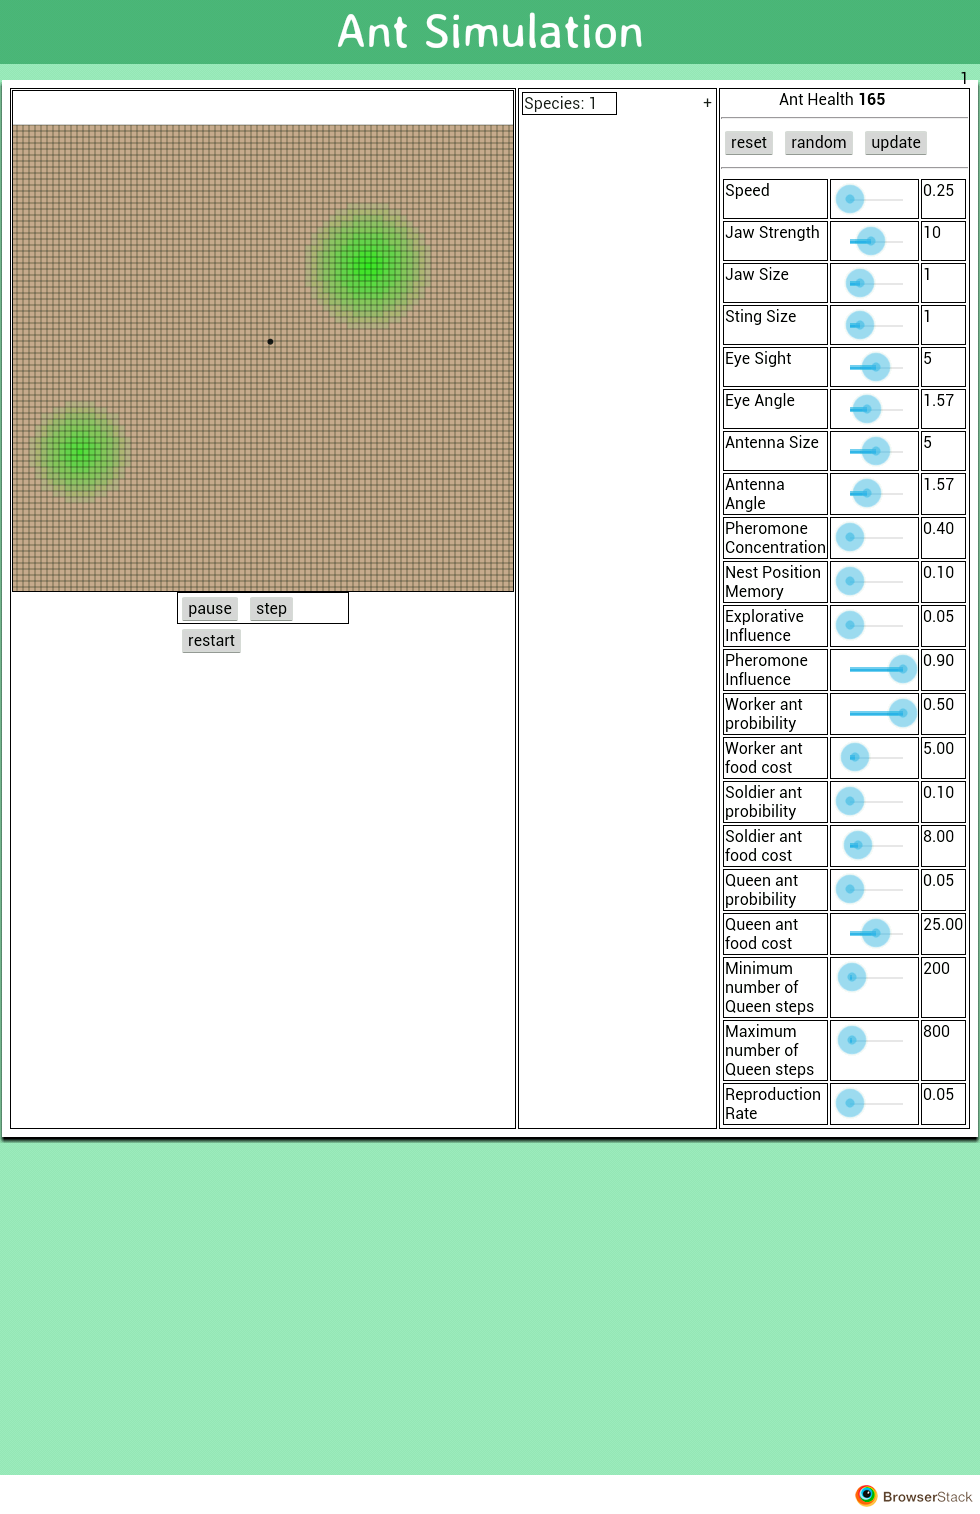 Ant Simulation
1
Species: 1
+
Ant Health 165
reset random update
Speed 0.25
Jaw Strength 10
Jaw Size 1
Sting Size 1
Eye Sight 5
Eye Angle 1.57
Antenna Size 5
Antenna 1.57
Angle
Pheromone 0.40
Concentration
Nest Position 0.10
Memory
Explorative 0.05
Influence
Pheromone 0.90
Influence
Worker ant 0.50
probibility
Worker ant 5.00
food cost
Soldier ant 0.10
probibility
Soldier ant 8.00
food cost
Queen ant 0.05
probibility
Queen ant 25.00
food cost
Minimum 200
number of
Queen steps
Maximum 800
number of
Queen steps
Reproduction 0.05
Rate
pause step
restart
BrowserStack